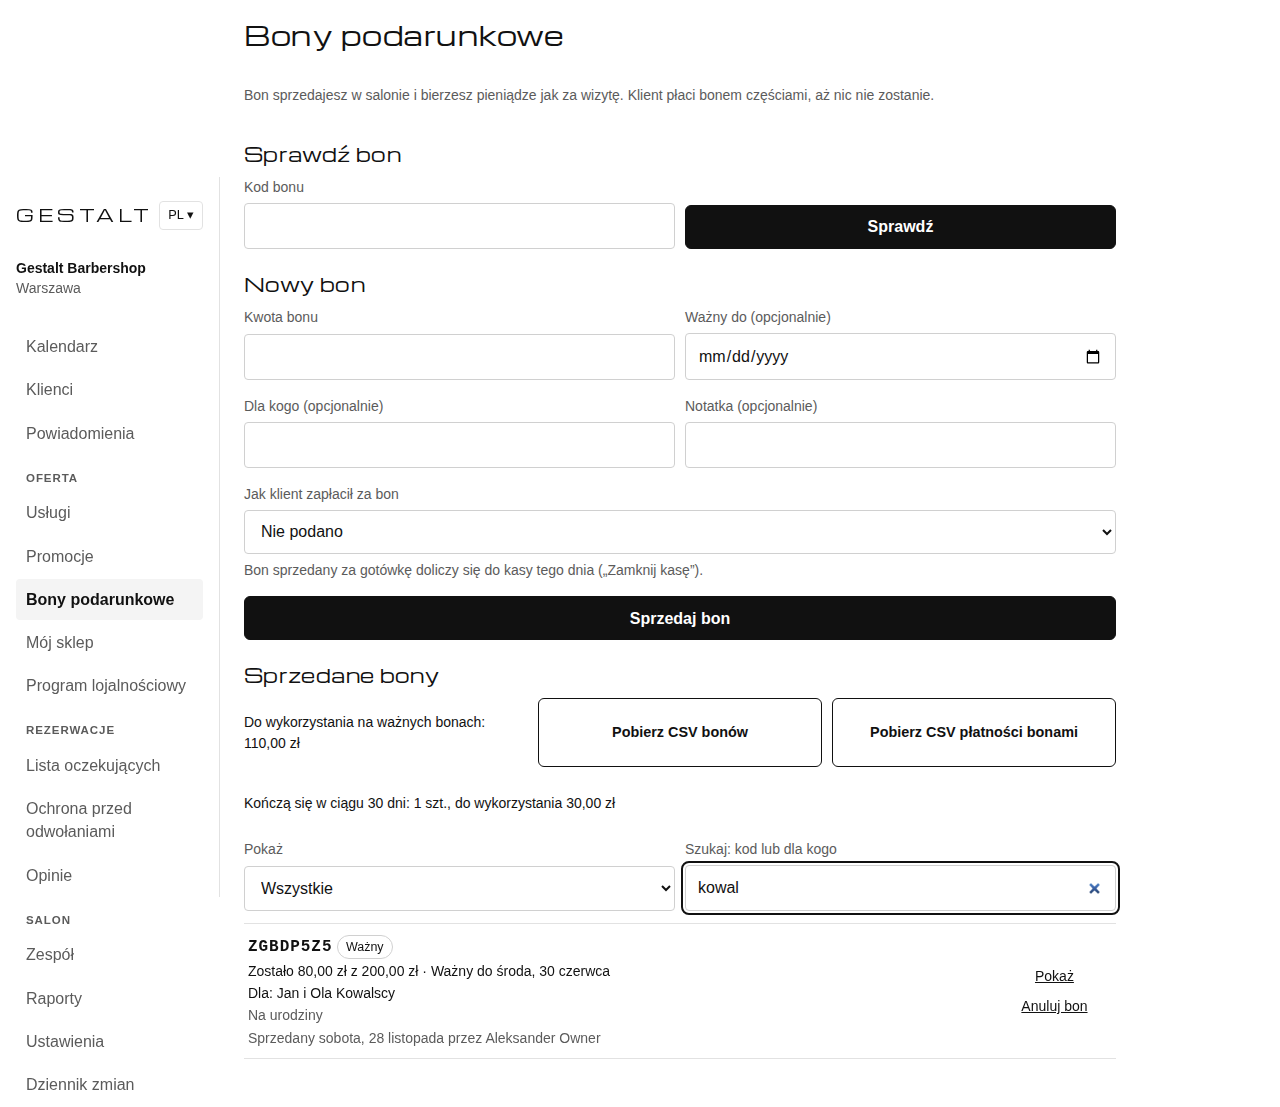 GESTALT
PL ▾
Gestalt Barbershop
Warszawa
Kalendarz
Klienci
Powiadomienia
OFERTA
Usługi
Promocje
Bony podarunkowe
Mój sklep
Program lojalnościowy
REZERWACJE
Lista oczekujących
Ochrona przed
odwołaniami
Opinie
SALON
Zespół
Raporty
Ustawienia
Dziennik zmian
Bony podarunkowe
Bon sprzedajesz w salonie i bierzesz pieniądze jak za wizytę. Klient płaci bonem częściami, aż nic nie zostanie.
Sprawdź bon
Kod bonu
Sprawdź
Nowy bon
Kwota bonu
Ważny do (opcjonalnie)
mm/dd/yyyy
Dla kogo (opcjonalnie)
Notatka (opcjonalnie)
Jak klient zapłacił za bon
Nie podano
Bon sprzedany za gotówkę doliczy się do kasy tego dnia („Zamknij kasę”).
Sprzedaj bon
Sprzedane bony
Do wykorzystania na ważnych bonach:
110,00 zł
Pobierz CSV bonów
Pobierz CSV płatności bonami
Kończą się w ciągu 30 dni: 1 szt., do wykorzystania 30,00 zł
Pokaż
Szukaj: kod lub dla kogo
Wszystkie
kowal
ZGBDP5Z5 Ważny
Zostało 80,00 zł z 200,00 zł · Ważny do środa, 30 czerwca
Dla: Jan i Ola Kowalscy
Na urodziny
Sprzedany sobota, 28 listopada przez Aleksander Owner
Pokaż
Anuluj bon